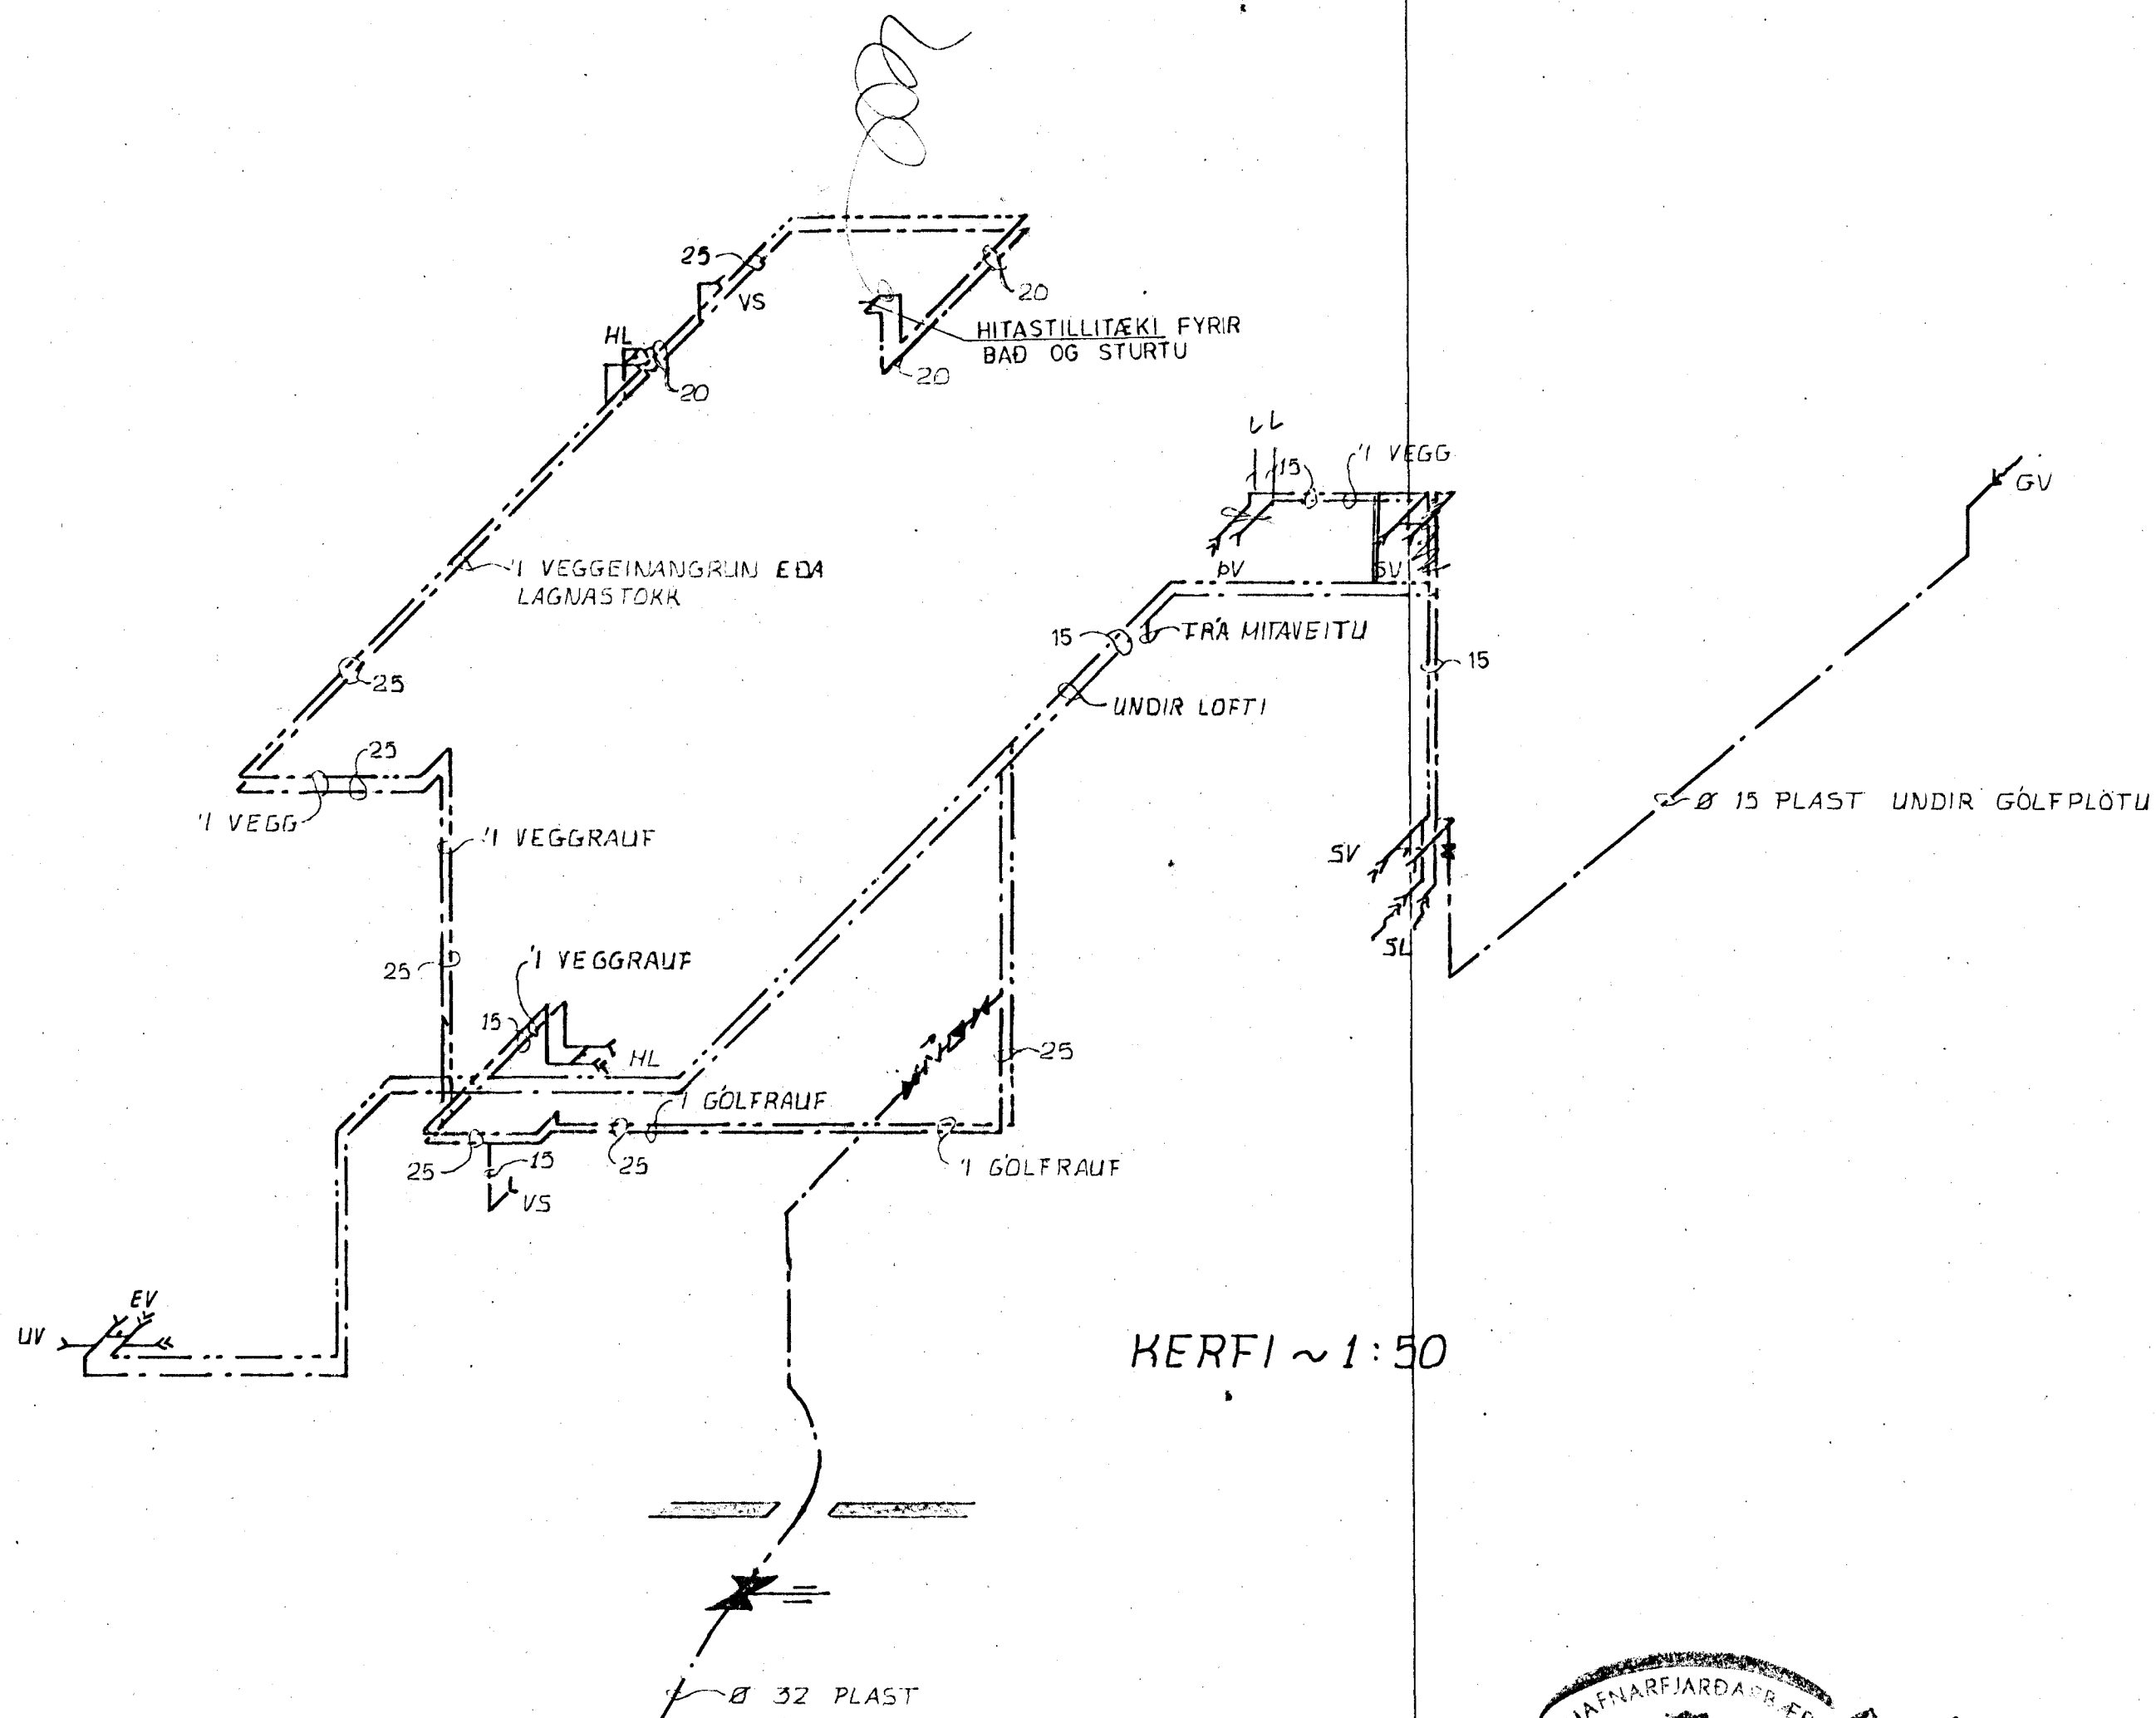 25
VS
20
HITASTILLITÆKI FYRIR
BAÐ OG STURTU
HL
20
20
L L
15
'I VEGG
GV
'I VEGGEINANGRUN EÐA
LAGNASTOKK
ÞV
SV
15
FRÁ HITAVEITU
15
25
UNDIR LOFTI
25
'I VEGG
'I VEGGRAUF
Ø 15 PLAST UNDIR GÓLFPLÖTU
SV
SL
25
'I VEGGRAUF
15
HL
25
'I GÓLFRAUF
25
15
25
'I GÓLFRAUF
VS
EV
UV
KERFI ~ 1:50
Ø 32 PLAST